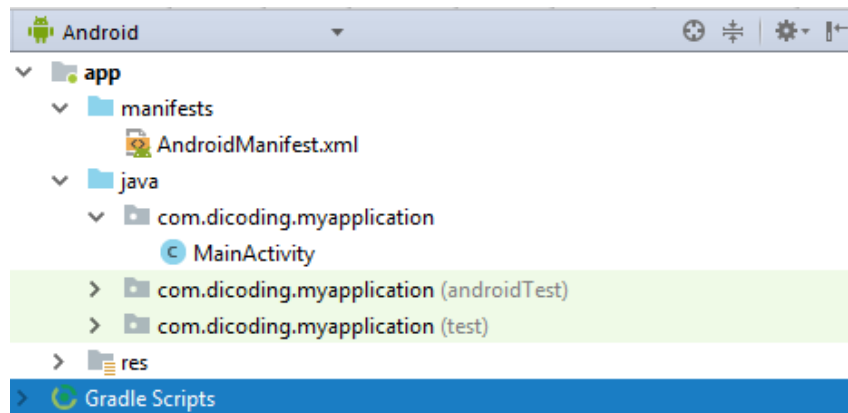 Android
app
manifests
AndroidManifest.xml
java
com.dicoding.myapplication
C MainActivity
com.dicoding.myapplication (androidTest)
com.dicoding.myapplication (test)
res
Gradle Scripts